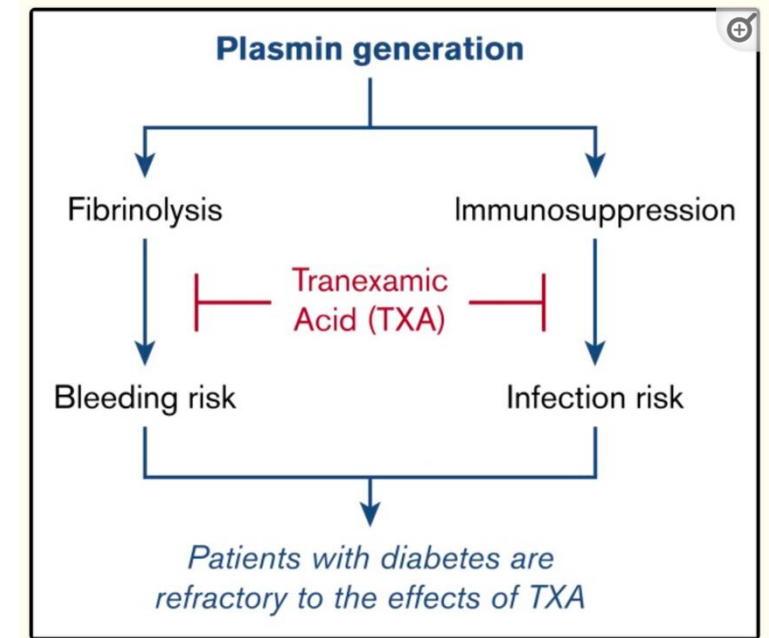 Plasmin generation
Fibrinolysis
Immunosuppression
Tranexamic
Acid (TXA)
Bleeding risk
Infection risk
Patients with diabetes are
refractory to the effects of TXA